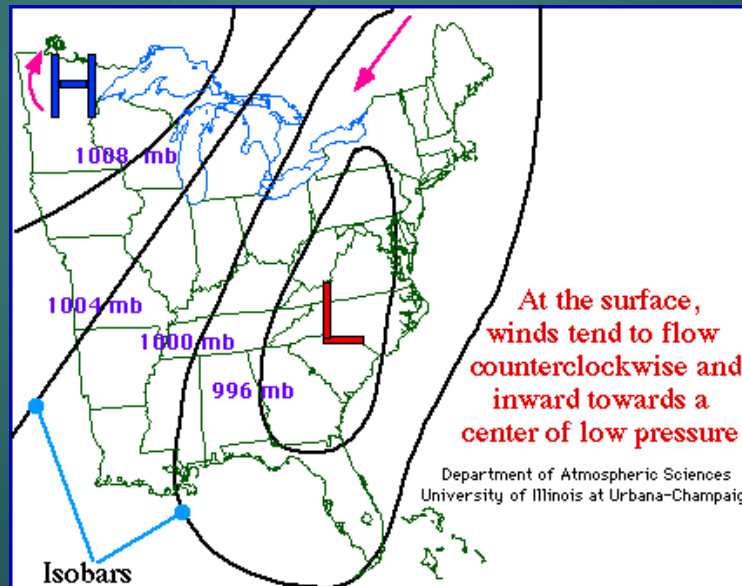 H
1008 mb
1004 mb
1000 mb
996 mb
L
At the surface,
winds tend to flow
counterclockwise and
inward towards a
center of low pressure
Department of Atmospheric Sciences
University of Illinois at Urbana-Champaig
Isobars